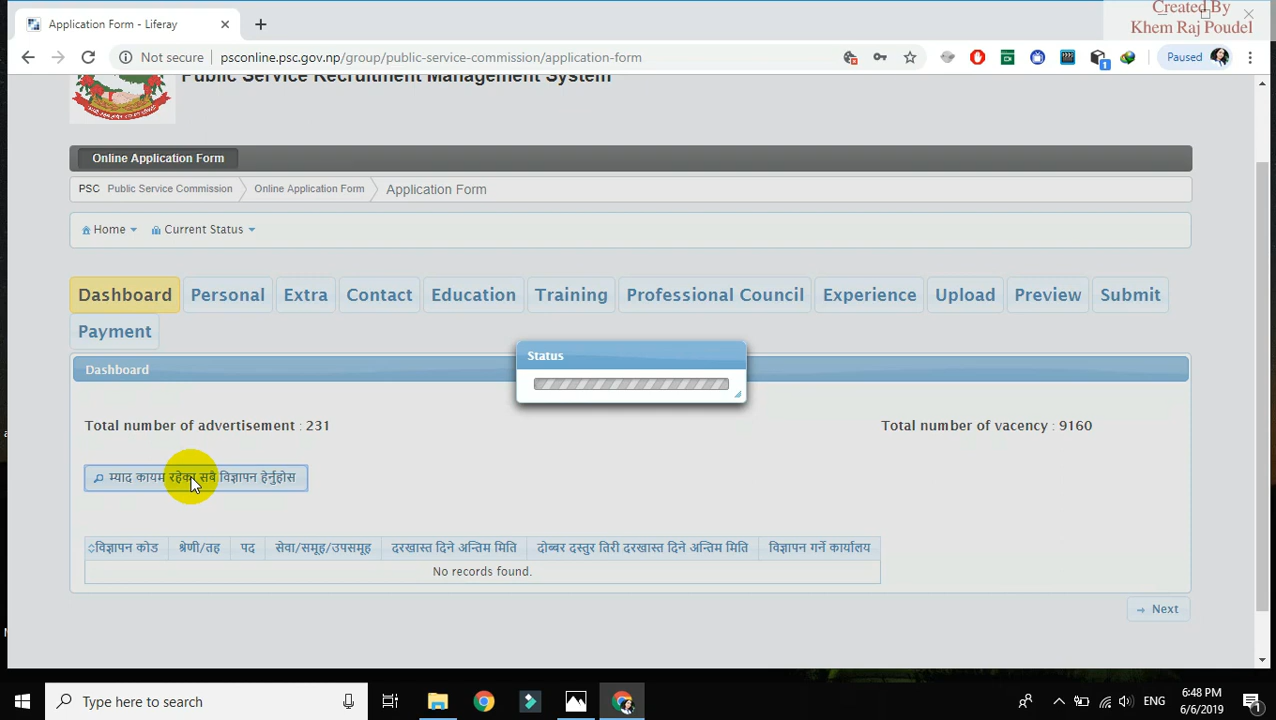 Application Form - Liferay
Created By
Khem Raj Poudel
Not secure
psconline.psc.gov.np/group/public-service-commission/application-form
Paused
Public Service Recruitment Management System
Online Application Form
PSC Public Service Commission Online Application Form Application Form
Home Current Status
Dashboard Personal Extra Contact Education Training Professional Council Experience Upload Preview Submit
Payment
Status
Dashboard
Total number of advertisement : 231 Total number of vacancy : 9160
म्याद कायम रहेका सबै विज्ञापन हेर्नुहोस
विज्ञापन कोड श्रेणी/तह पद सेवा/समूह/उपसमूह दरखास्त दिने अन्तिम मिति दोब्बर दस्तुर तिरी दरखास्त दिने अन्तिम मिति विज्ञापन गर्ने कार्यालय
No records found.
Next
Type here to search
ENG
6:48 PM
6/6/2019